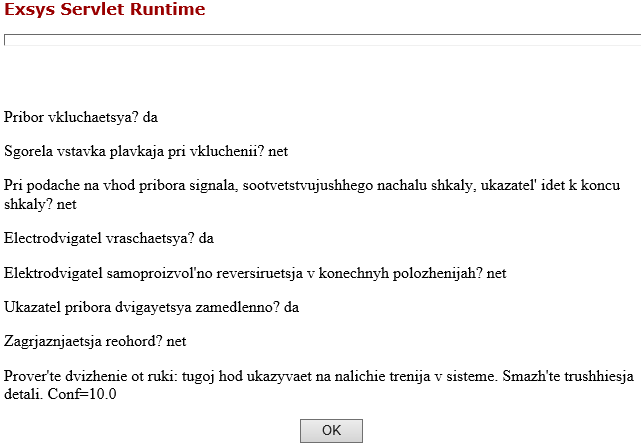 Exsys Servlet Runtime
Pribor vkluchaetsya? da
Sgorela vstavka plavkaja pri vkluchenii? net
Pri podache na vhod pribora signala, sootvetstvujushhego nachalu shkaly, ukazatel' idet k koncu
shkaly? net
Electrodvigatel vraschaetsya? da
Elektrodvigatel samoproizvol'no reversiruetsja v konechnyh polozhenijah? net
Ukazatel pribora dvigayetsya zamedlenno? da
Zagrjaznjaetsja reohord? net
Prover'te dvizhenie ot ruki: tugoj hod ukazyvaet na nalichie trenija v sisteme. Smazh'te trushhiesja
detali. Conf=10.0
OK